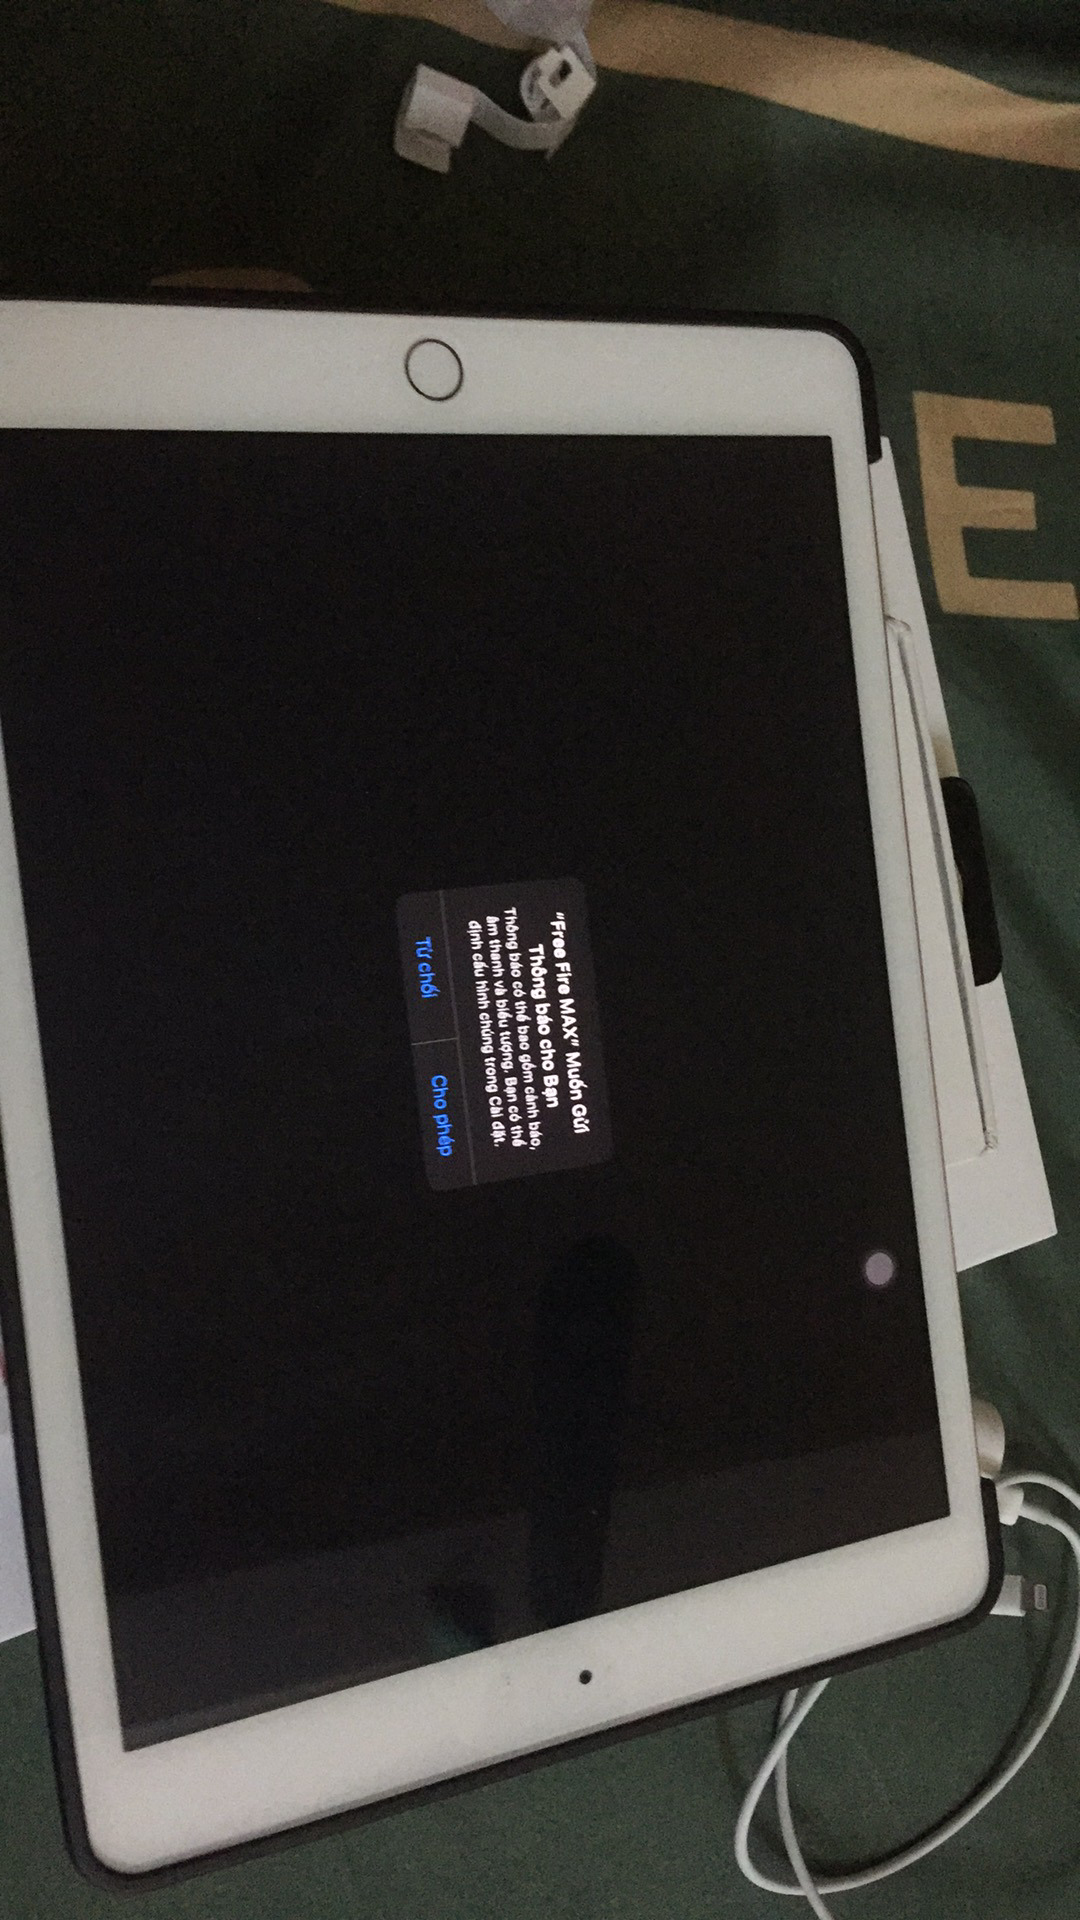 E
"Free Fire MAX" Muốn Gửi
Thông báo cho Bạn
Thông báo có thể bao gồm cảnh báo,
âm thanh và biểu tượng. Bạn có thể
định cấu hình chúng trong Cài đặt.
Từ chối
Cho phép